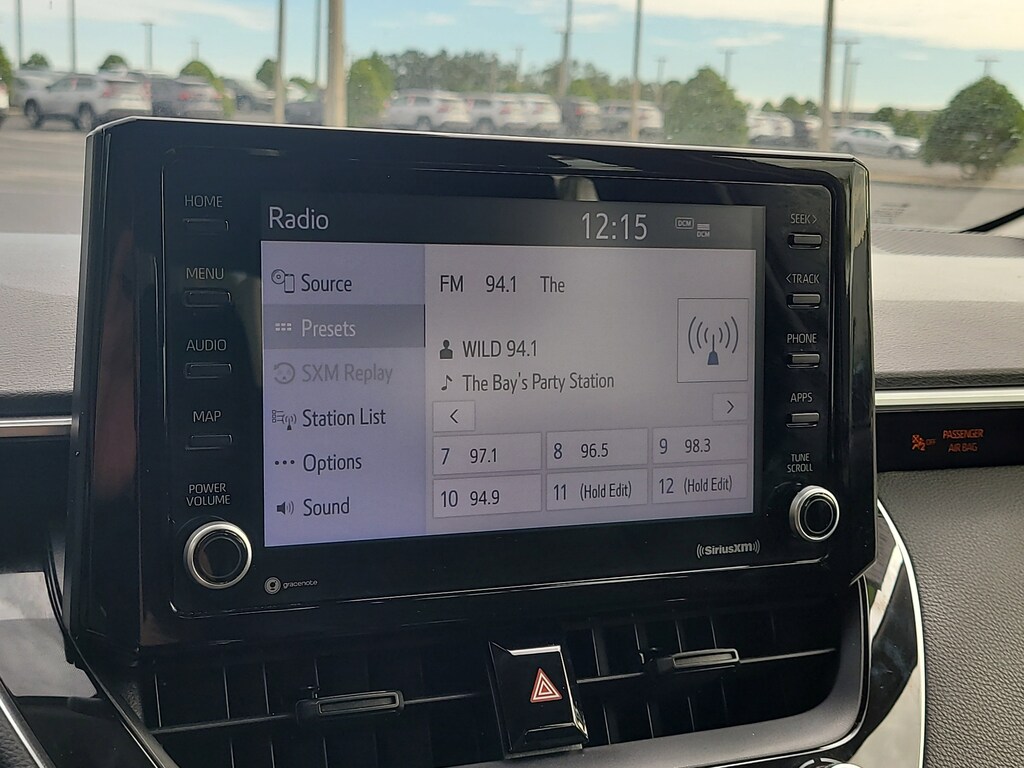 HOME
MENU
AUDIO
MAP
POWER
VOLUME
Radio
12:15
DCM
DCM
Source
Presets
SXM Replay
Station List
Options
Sound
FM 94.1 The
WILD 94.1
The Bay's Party Station
<
>
7 97.1
8 96.5
9 98.3
10 94.9
11 (Hold Edit)
12 (Hold Edit)
SEEK>
<TRACK
PHONE
APPS
TUNE
SCROLL
gracenote
((SiriusXM))
OFF
PASSENGER
AIR BAG